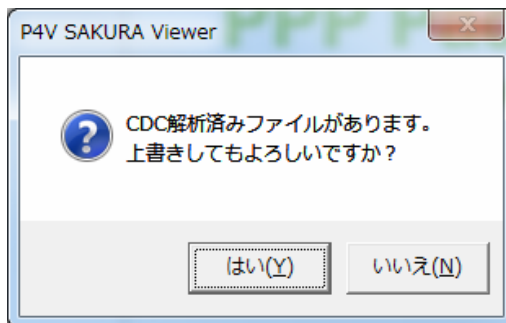 P4V SAKURA Viewer
CDC解析済みファイルがあります。
上書きしてもよろしいですか？
はい(Y)
いいえ(N)